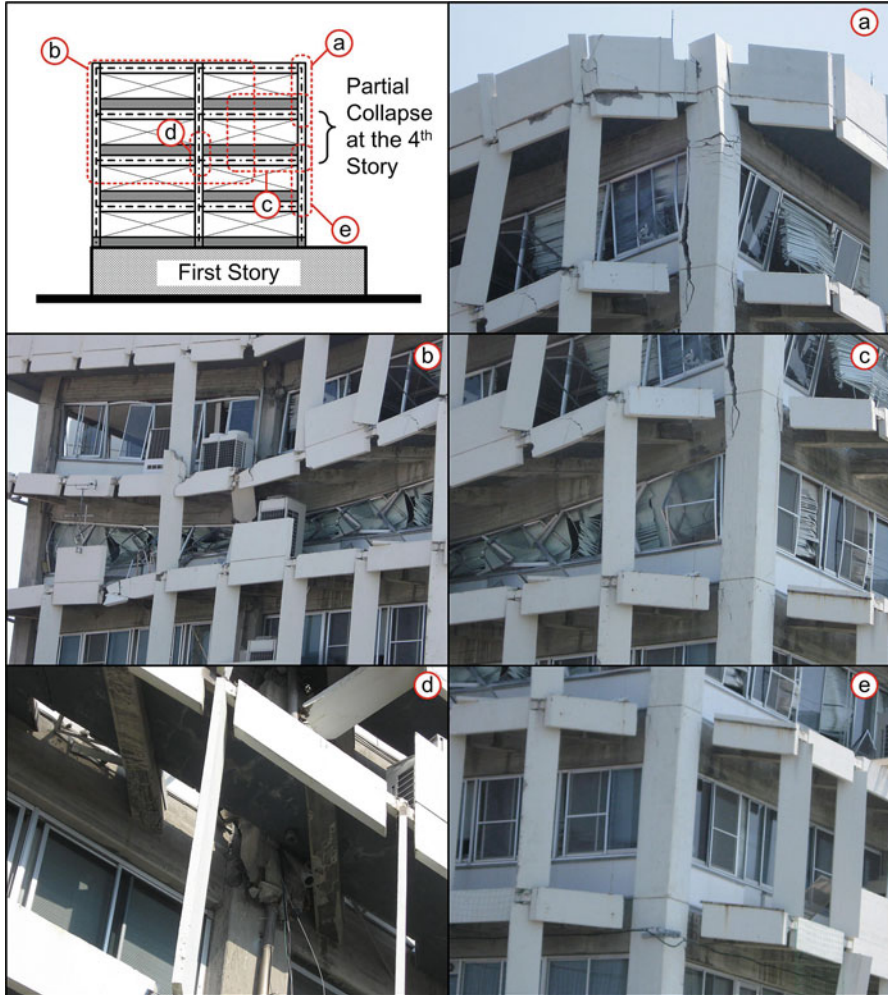 b
a
Partial
Collapse
at the 4th
Story
d
c
e
First Story
a
b
c
d
e